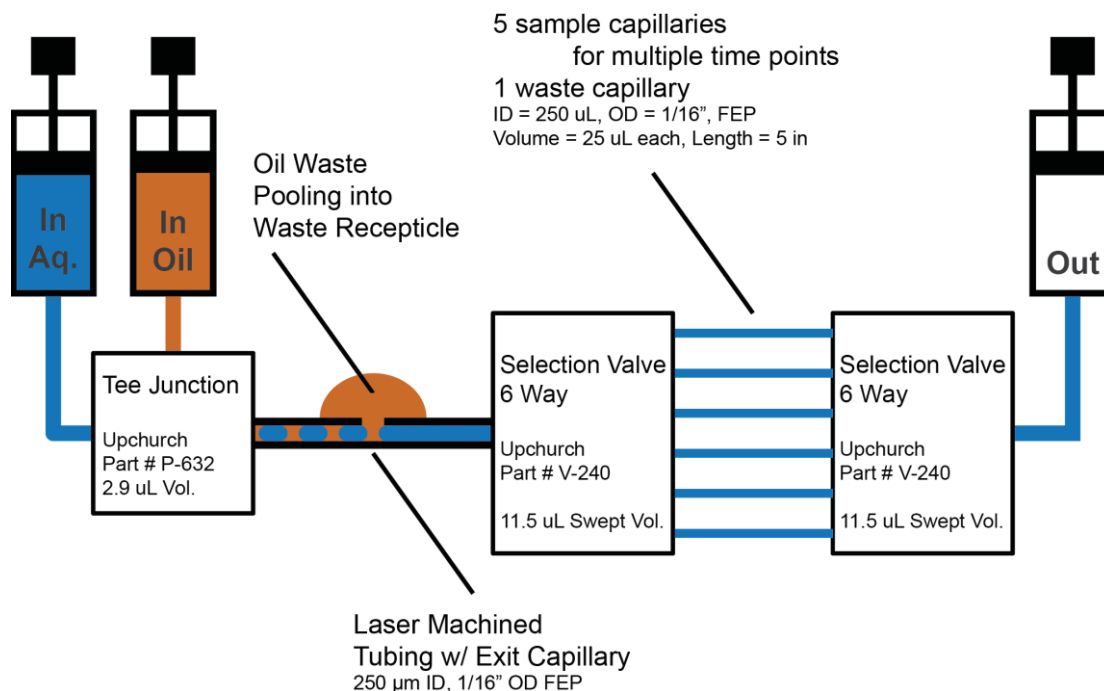 5 sample capillaries
for multiple time points
1 waste capillary
ID = 250 uL, OD = 1/16”, FEP
Volume = 25 uL each, Length = 5 in
Oil Waste
Pooling into
Waste Recepticle
In
Aq.
In
Oil
Out
Tee Junction
Upchurch
Part # P-632
2.9 uL Vol.
Selection Valve
6 Way
Upchurch
Part # V-240
11.5 uL Swept Vol.
Selection Valve
6 Way
Upchurch
Part # V-240
11.5 uL Swept Vol.
Laser Machined
Tubing w/ Exit Capillary
250 µm ID, 1/16” OD FEP